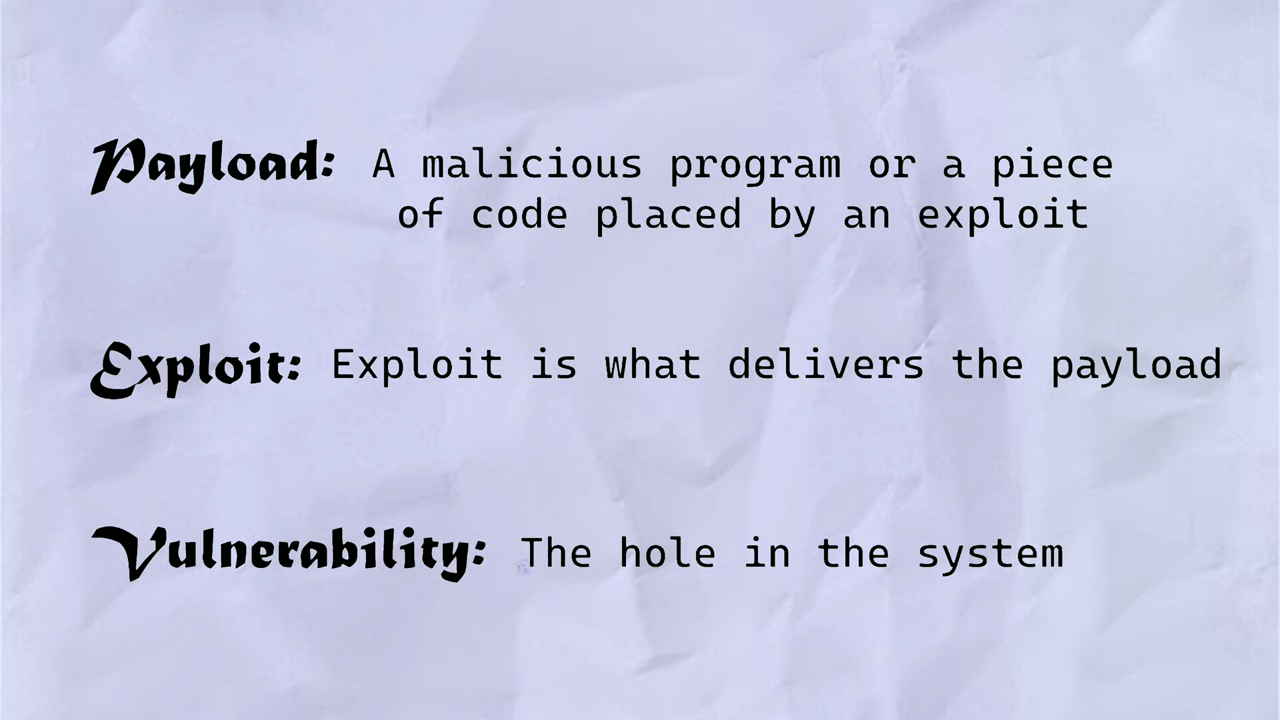 Payload: A malicious program or a piece
of code placed by an exploit
Exploit: Exploit is what delivers the payload
Vulnerability: The hole in the system